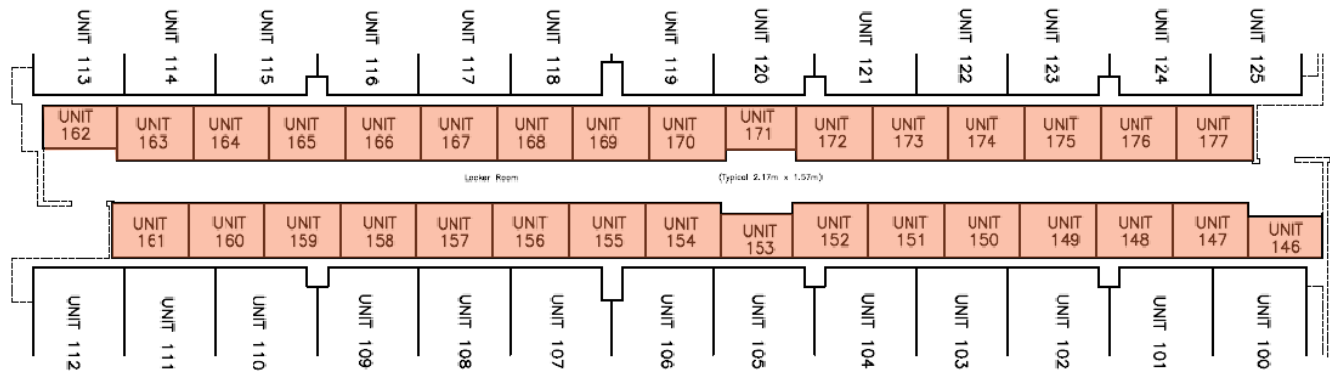 UNIT 113
UNIT 114
UNIT 115
UNIT 116
UNIT 117
UNIT 118
UNIT 119
UNIT 120
UNIT 121
UNIT 122
UNIT 123
UNIT 124
UNIT 125
UNIT
162
UNIT
163
UNIT
164
UNIT
165
UNIT
166
UNIT
167
UNIT
168
UNIT
169
UNIT
170
UNIT
171
UNIT
172
UNIT
173
UNIT
174
UNIT
175
UNIT
176
UNIT
177
Locker Room
(Typical 2.17m x 1.57m)
UNIT
161
UNIT
160
UNIT
159
UNIT
158
UNIT
157
UNIT
156
UNIT
155
UNIT
154
UNIT
153
UNIT
152
UNIT
151
UNIT
150
UNIT
149
UNIT
148
UNIT
147
UNIT
146
UNIT 112
UNIT 111
UNIT 110
UNIT 109
UNIT 108
UNIT 107
UNIT 106
UNIT 105
UNIT 104
UNIT 103
UNIT 102
UNIT 101
UNIT 100